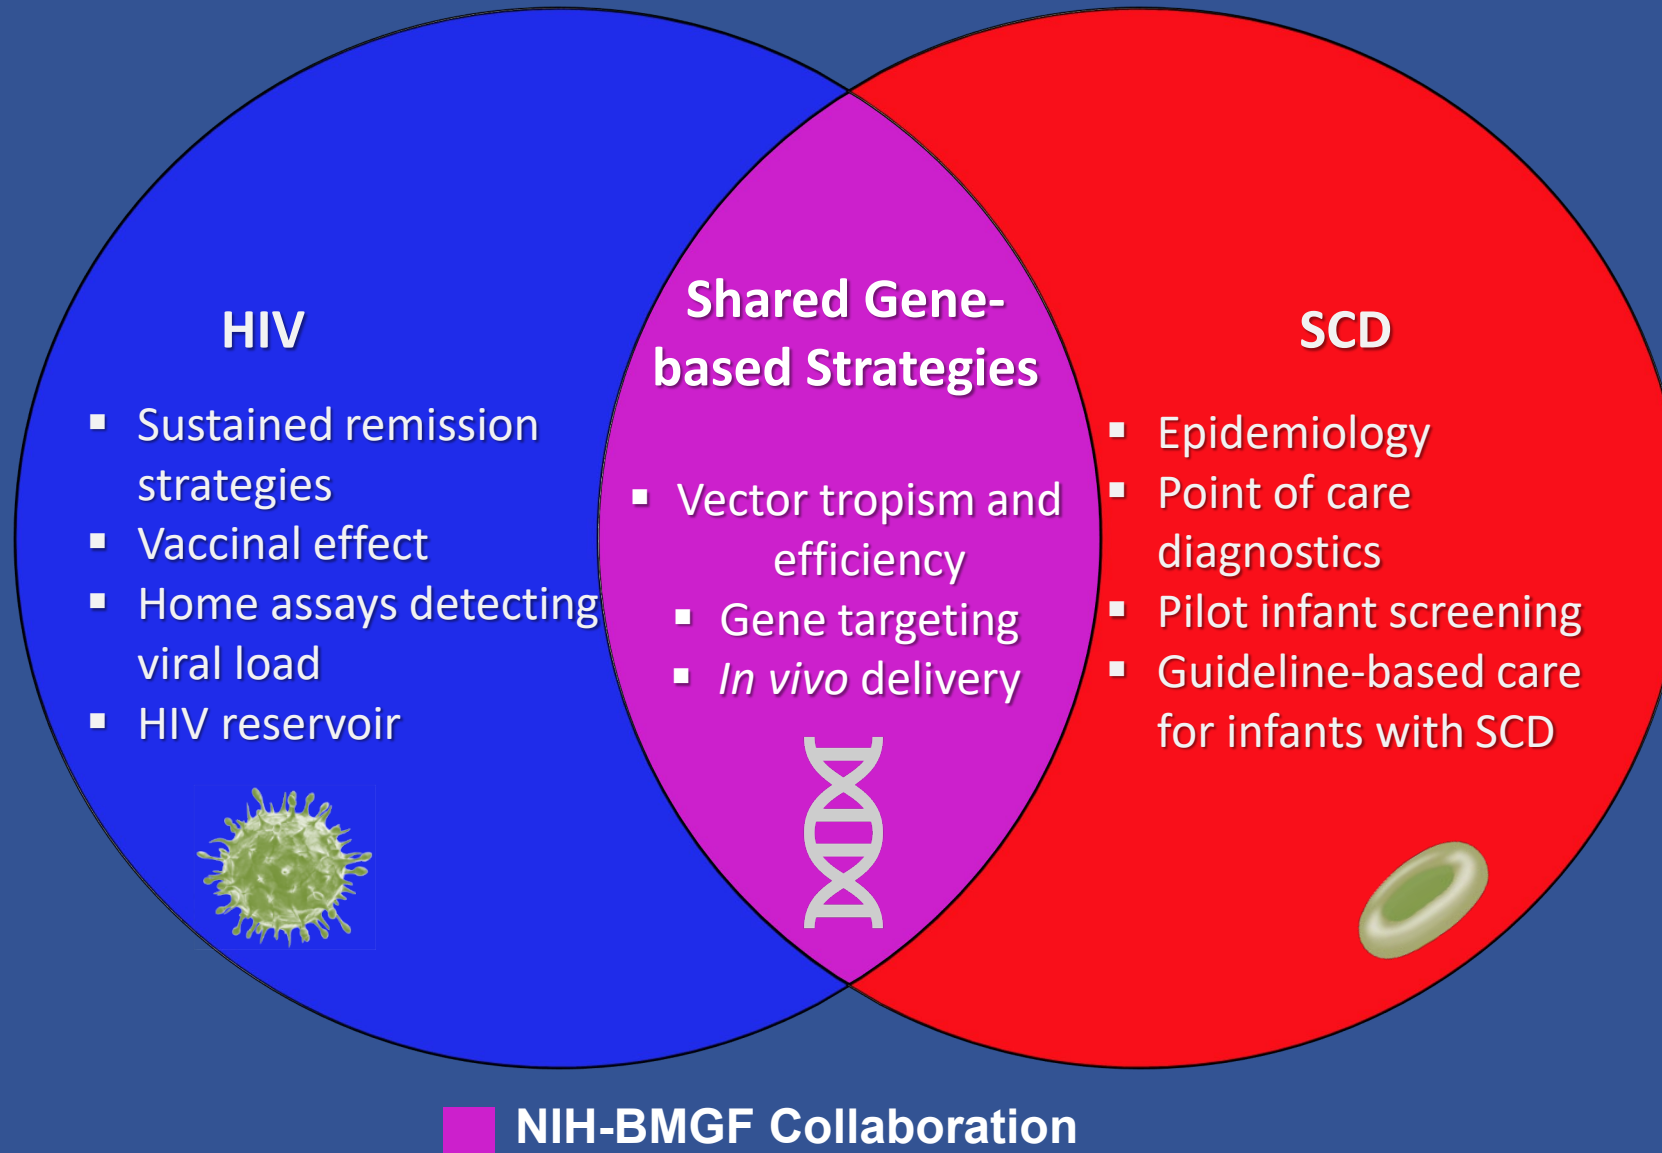 HIV
▪ Sustained remission
strategies
▪ Vaccinal effect
▪ Home assays detecting
viral load
▪ HIV reservoir
Shared Gene-
based Strategies
▪ Vector tropism and
efficiency
▪ Gene targeting
▪ In vivo delivery
SCD
▪ Epidemiology
▪ Point of care
diagnostics
▪ Pilot infant screening
▪ Guideline-based care
for infants with SCD
NIH-BMGF Collaboration